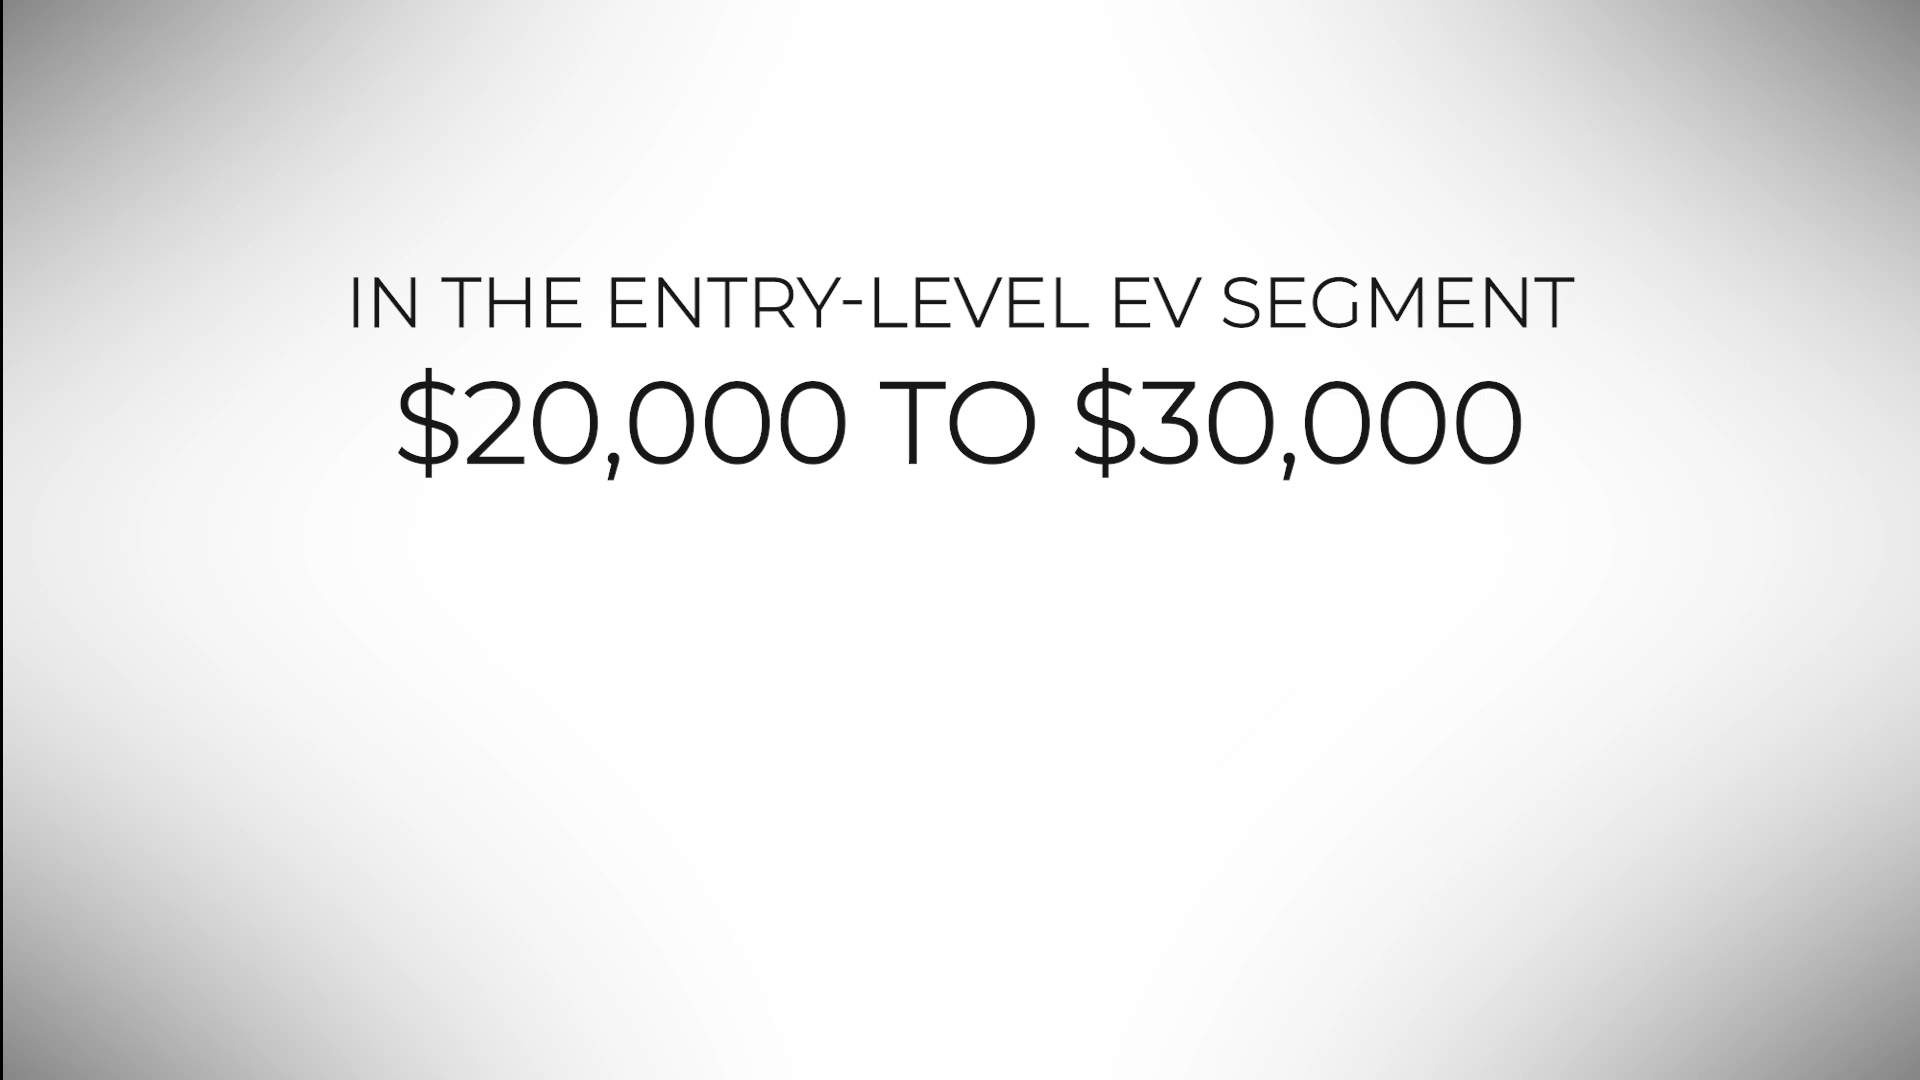 IN THE ENTRY-LEVEL EV SEGMENT
$20,000 TO $30,000